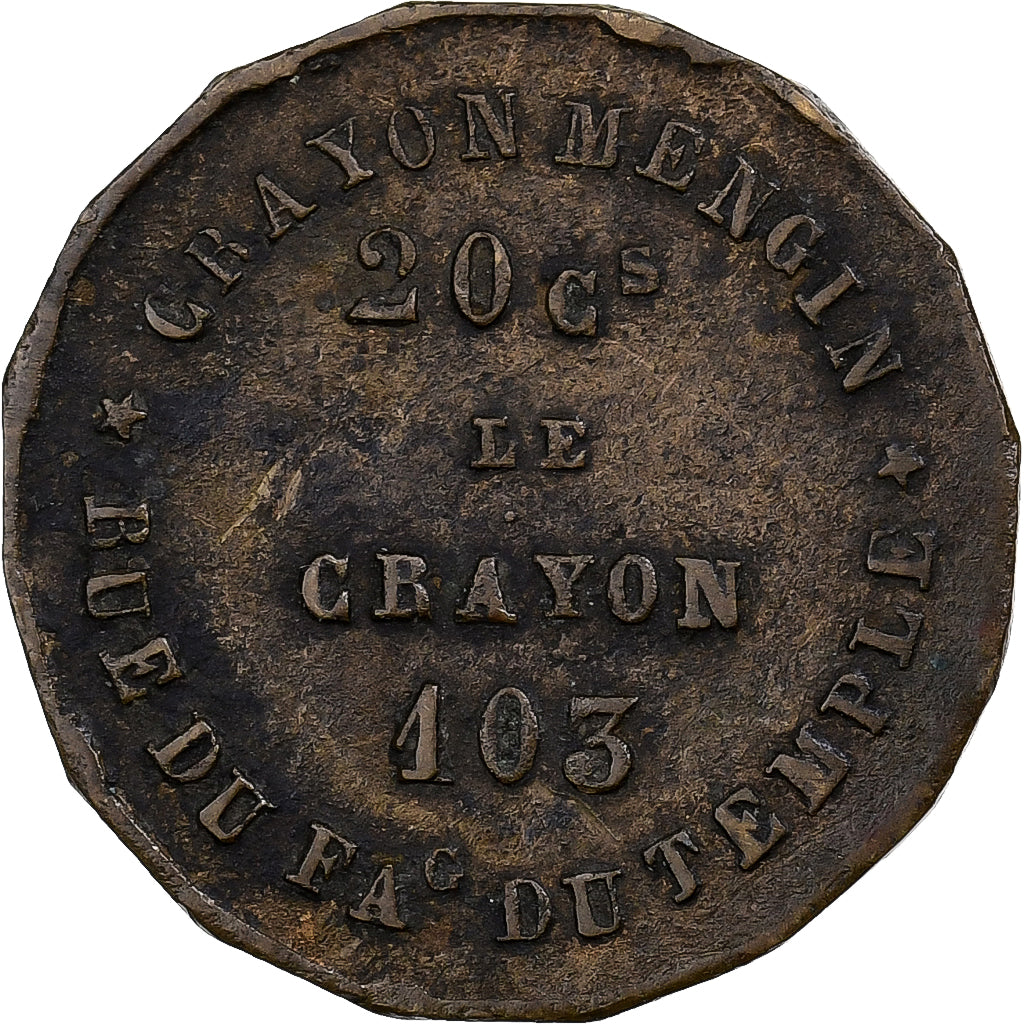 CRAYON MENGIN
20 Cs
LE
CRAYON
103
RUE DU FAG DU TEMPLE